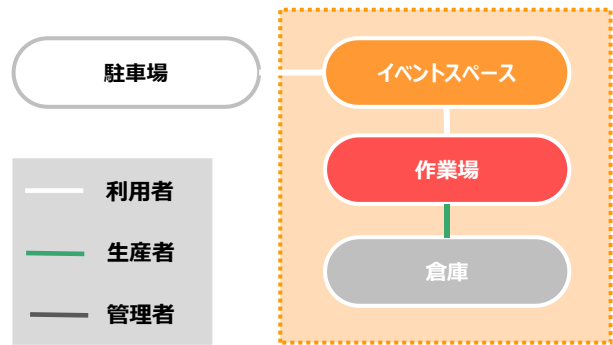 駐車場
イベントスペース
作業場
倉庫
利用者
生産者
管理者